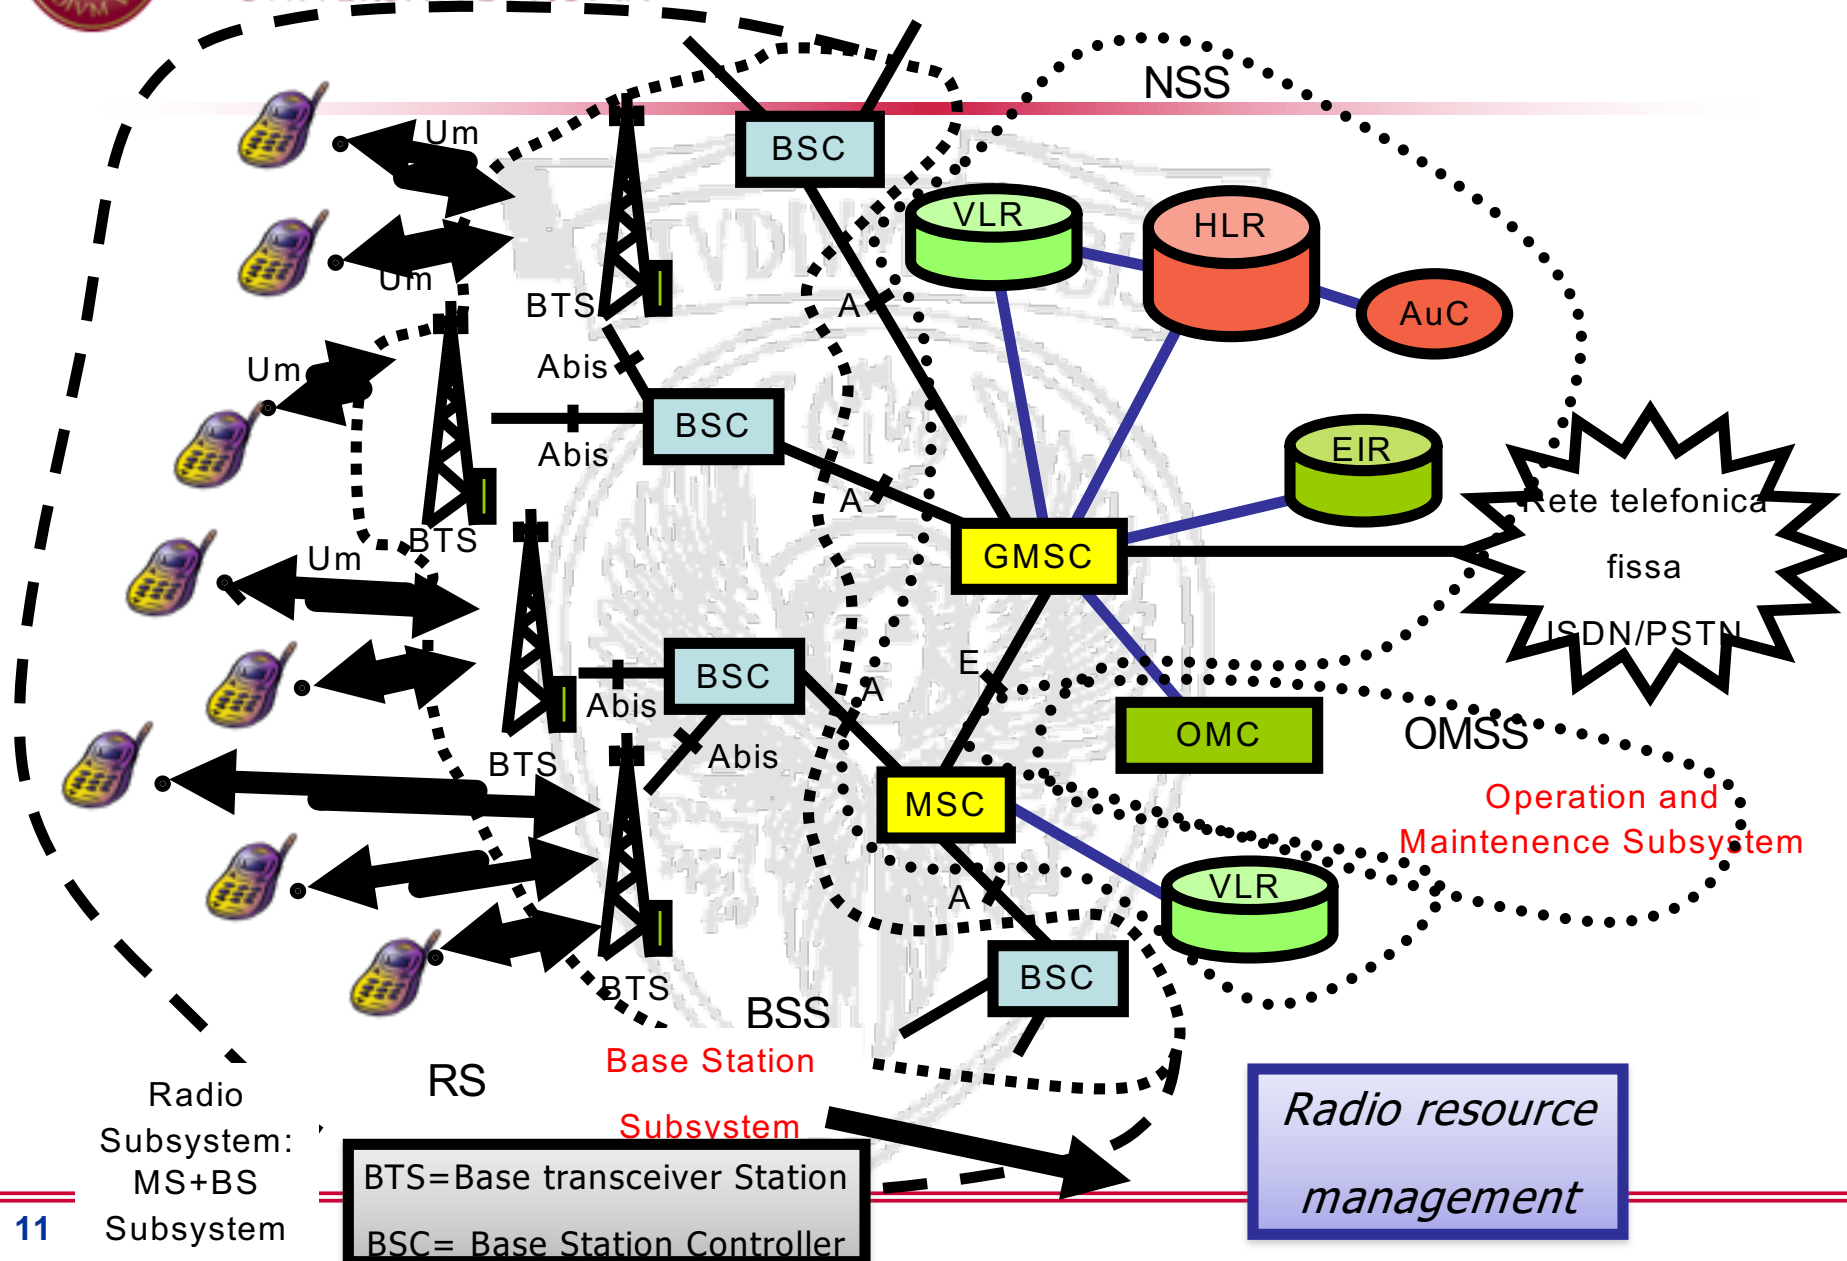 NSS
Um
BSC
VLR
HLR
Um
BTS
A
AuC
Abis
Um
BSC
EIR
Abis
A
Rete telefonica
BTS
Um
GMSC
fissa
ISDN/PSTN
E
BSC
A
Abis
OMC
OMSS
BTS
Abis
Operation and
MSC
Maintenence Subsystem
A
VLR
BTS
BSC
BSS
Base Station
RS
Subsystem
Radio
Subsystem:
MS+BS
Subsystem
Radio resource
management
BTS=Base transceiver Station
BSC= Base Station Controller
11